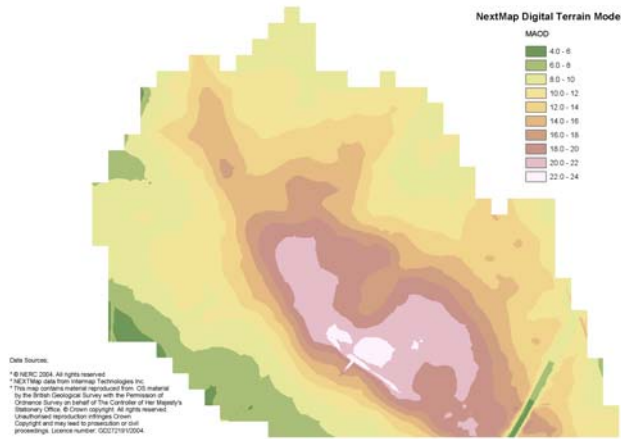 NextMap Digital Terrain Mode
MAOD
4.0 - 6
6.0 - 8
8.0 - 10
10.0 - 12
12.0 - 14
14.0 - 16
16.0 - 18
18.0 - 20
20.0 - 22
22.0 - 24
Data Sources,
* © NERC 2004. All rights reserved
* NEXTMap data from Intermap Technologies Inc
* This map contains material reproduced from OS material
by the British Geological Survey with the Permission of
Ordnance Survey on behalf of The Controller of Her Majesty's
Stationery Office, © Crown copyright. All rights reserved.
Unauthorised reproduction infringes Crown
Copyright and may lead to prosecution or civil
proceedings. Licence number: GD272191/2004.